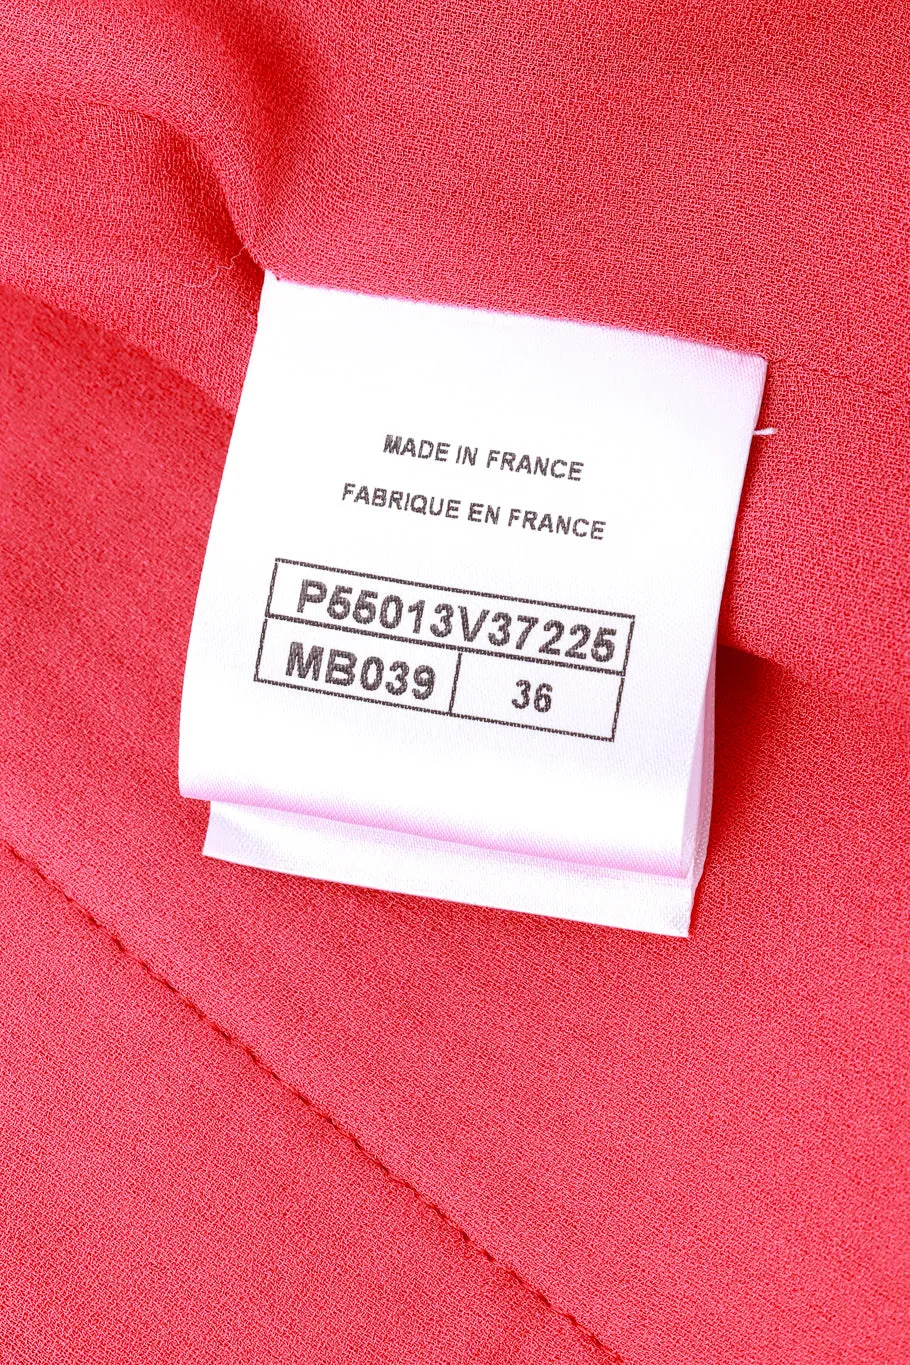 MADE IN FRANCE
FABRIQUE EN FRANCE
P55013V37225
MB039 36